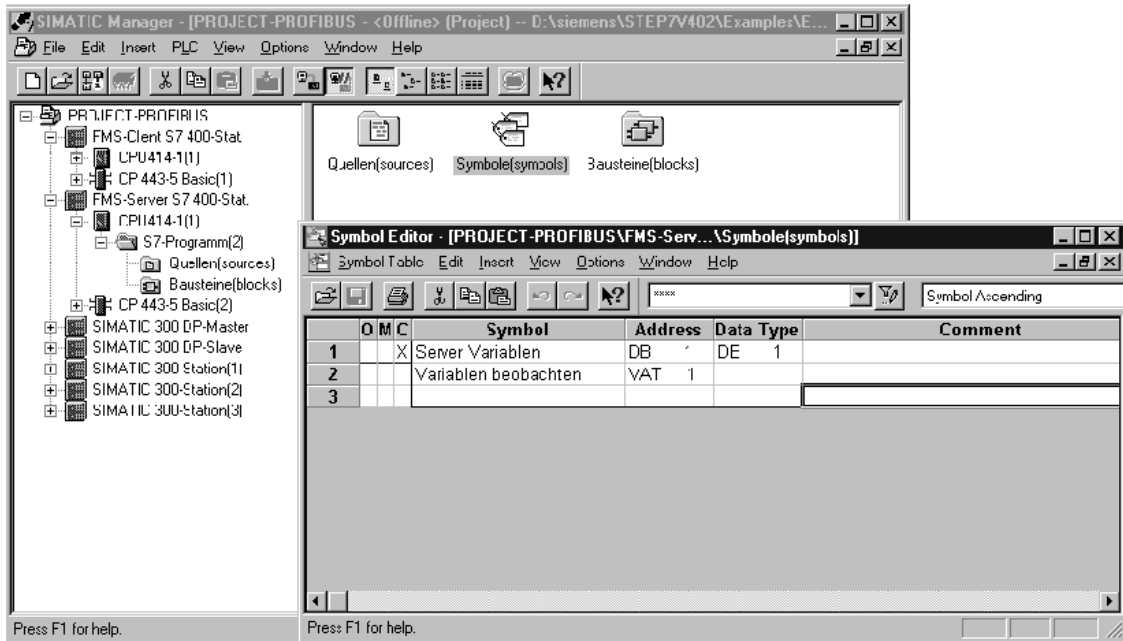 SIMATIC Manager - [PROJECT-PROFIBUS - <Offline> (Project) -- D:\siemens\STEP7V402\Examples\E...
File Edit Insert PLC View Options Window Help
PROJECT-PROFIBUS
FMS-Client S7 400-Stat.
CPU414-1(1)
CP 443-5 Basic(1)
FMS-Server S7 400-Stat.
CPU414-1(1)
S7-Programm(2)
Quellen(sources)
Bausteine(blocks)
CP 443-5 Basic(2)
SIMATIC 300 DP-Master
SIMATIC 300 DP-Slave
SIMATIC 300 Station(1)
SIMATIC 300-Station(2)
SIMATIC 300-Station(3)
Quellen(sources) Symbole(symbols) Bausteine(blocks)
Press F1 for help.
Symbol Editor - [PROJECT-PROFIBUS\FMS-Serv...\Symbole(symbols)]
Symbol Table Edit Insert View Options Window Help
xxxx Symbol Ascending
O M C Symbol Address Data Type Comment
1 X Server Variablen DB 1 DE 1
2 Variablen beobachten VAT 1
3
Press F1 for help.